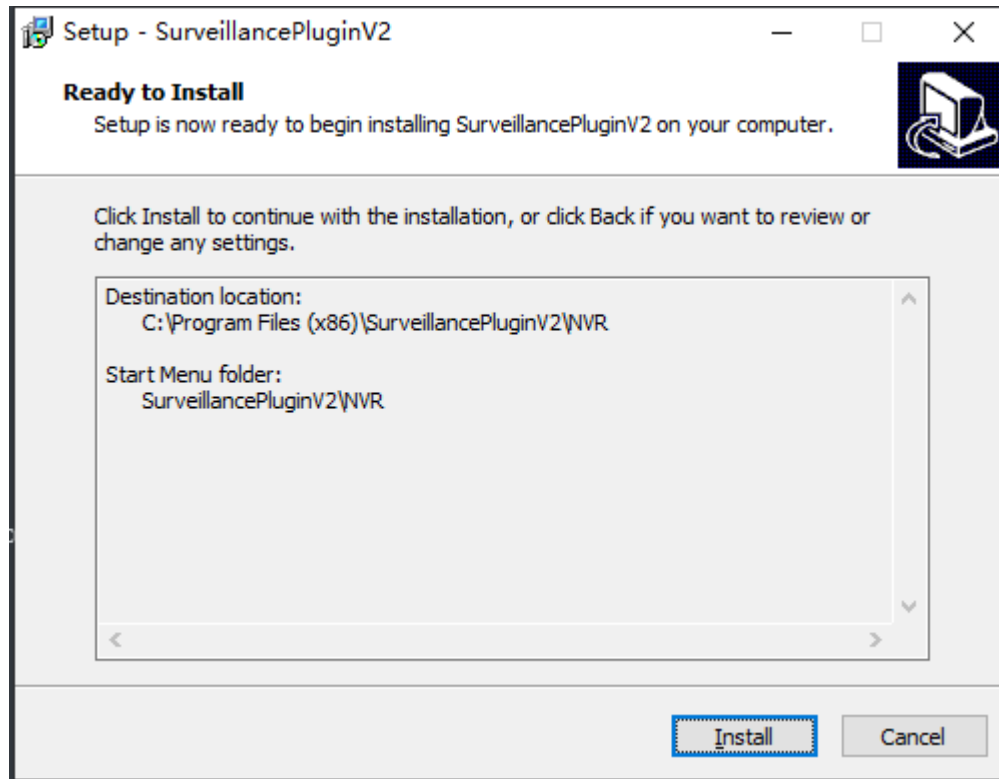 Setup - SurveillancePluginV2
Ready to Install
Setup is now ready to begin installing SurveillancePluginV2 on your computer.
Click Install to continue with the installation, or click Back if you want to review or
change any settings.
Destination location:
C:\Program Files (x86)\SurveillancePluginV2\NVR
Start Menu folder:
SurveillancePluginV2\NVR
Install
Cancel